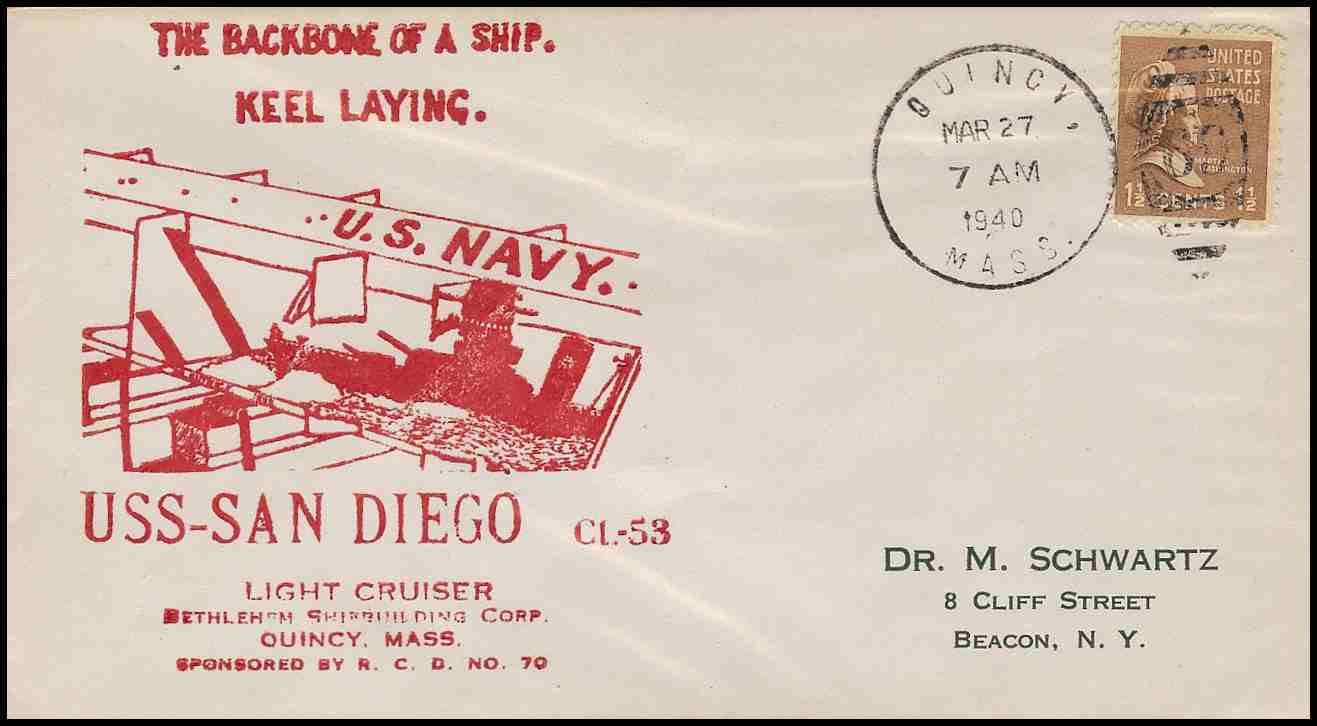 THE BACKBONE OF A SHIP.
KEEL LAYING.
U.S. NAVY.
USS-SAN DIEGO CL-53
LIGHT CRUISER
BETHLEHEM SHIPBUILDING CORP.
QUINCY, MASS.
SPONSORED BY R. C. D. NO. 70
QUINCY,
MAR 27
7 AM
1940
MASS.
UNITED
STATES
POSTAGE
MARTHA
WASHINGTON
1½ CENTS 1½
DR. M. SCHWARTZ
8 CLIFF STREET
BEACON, N. Y.